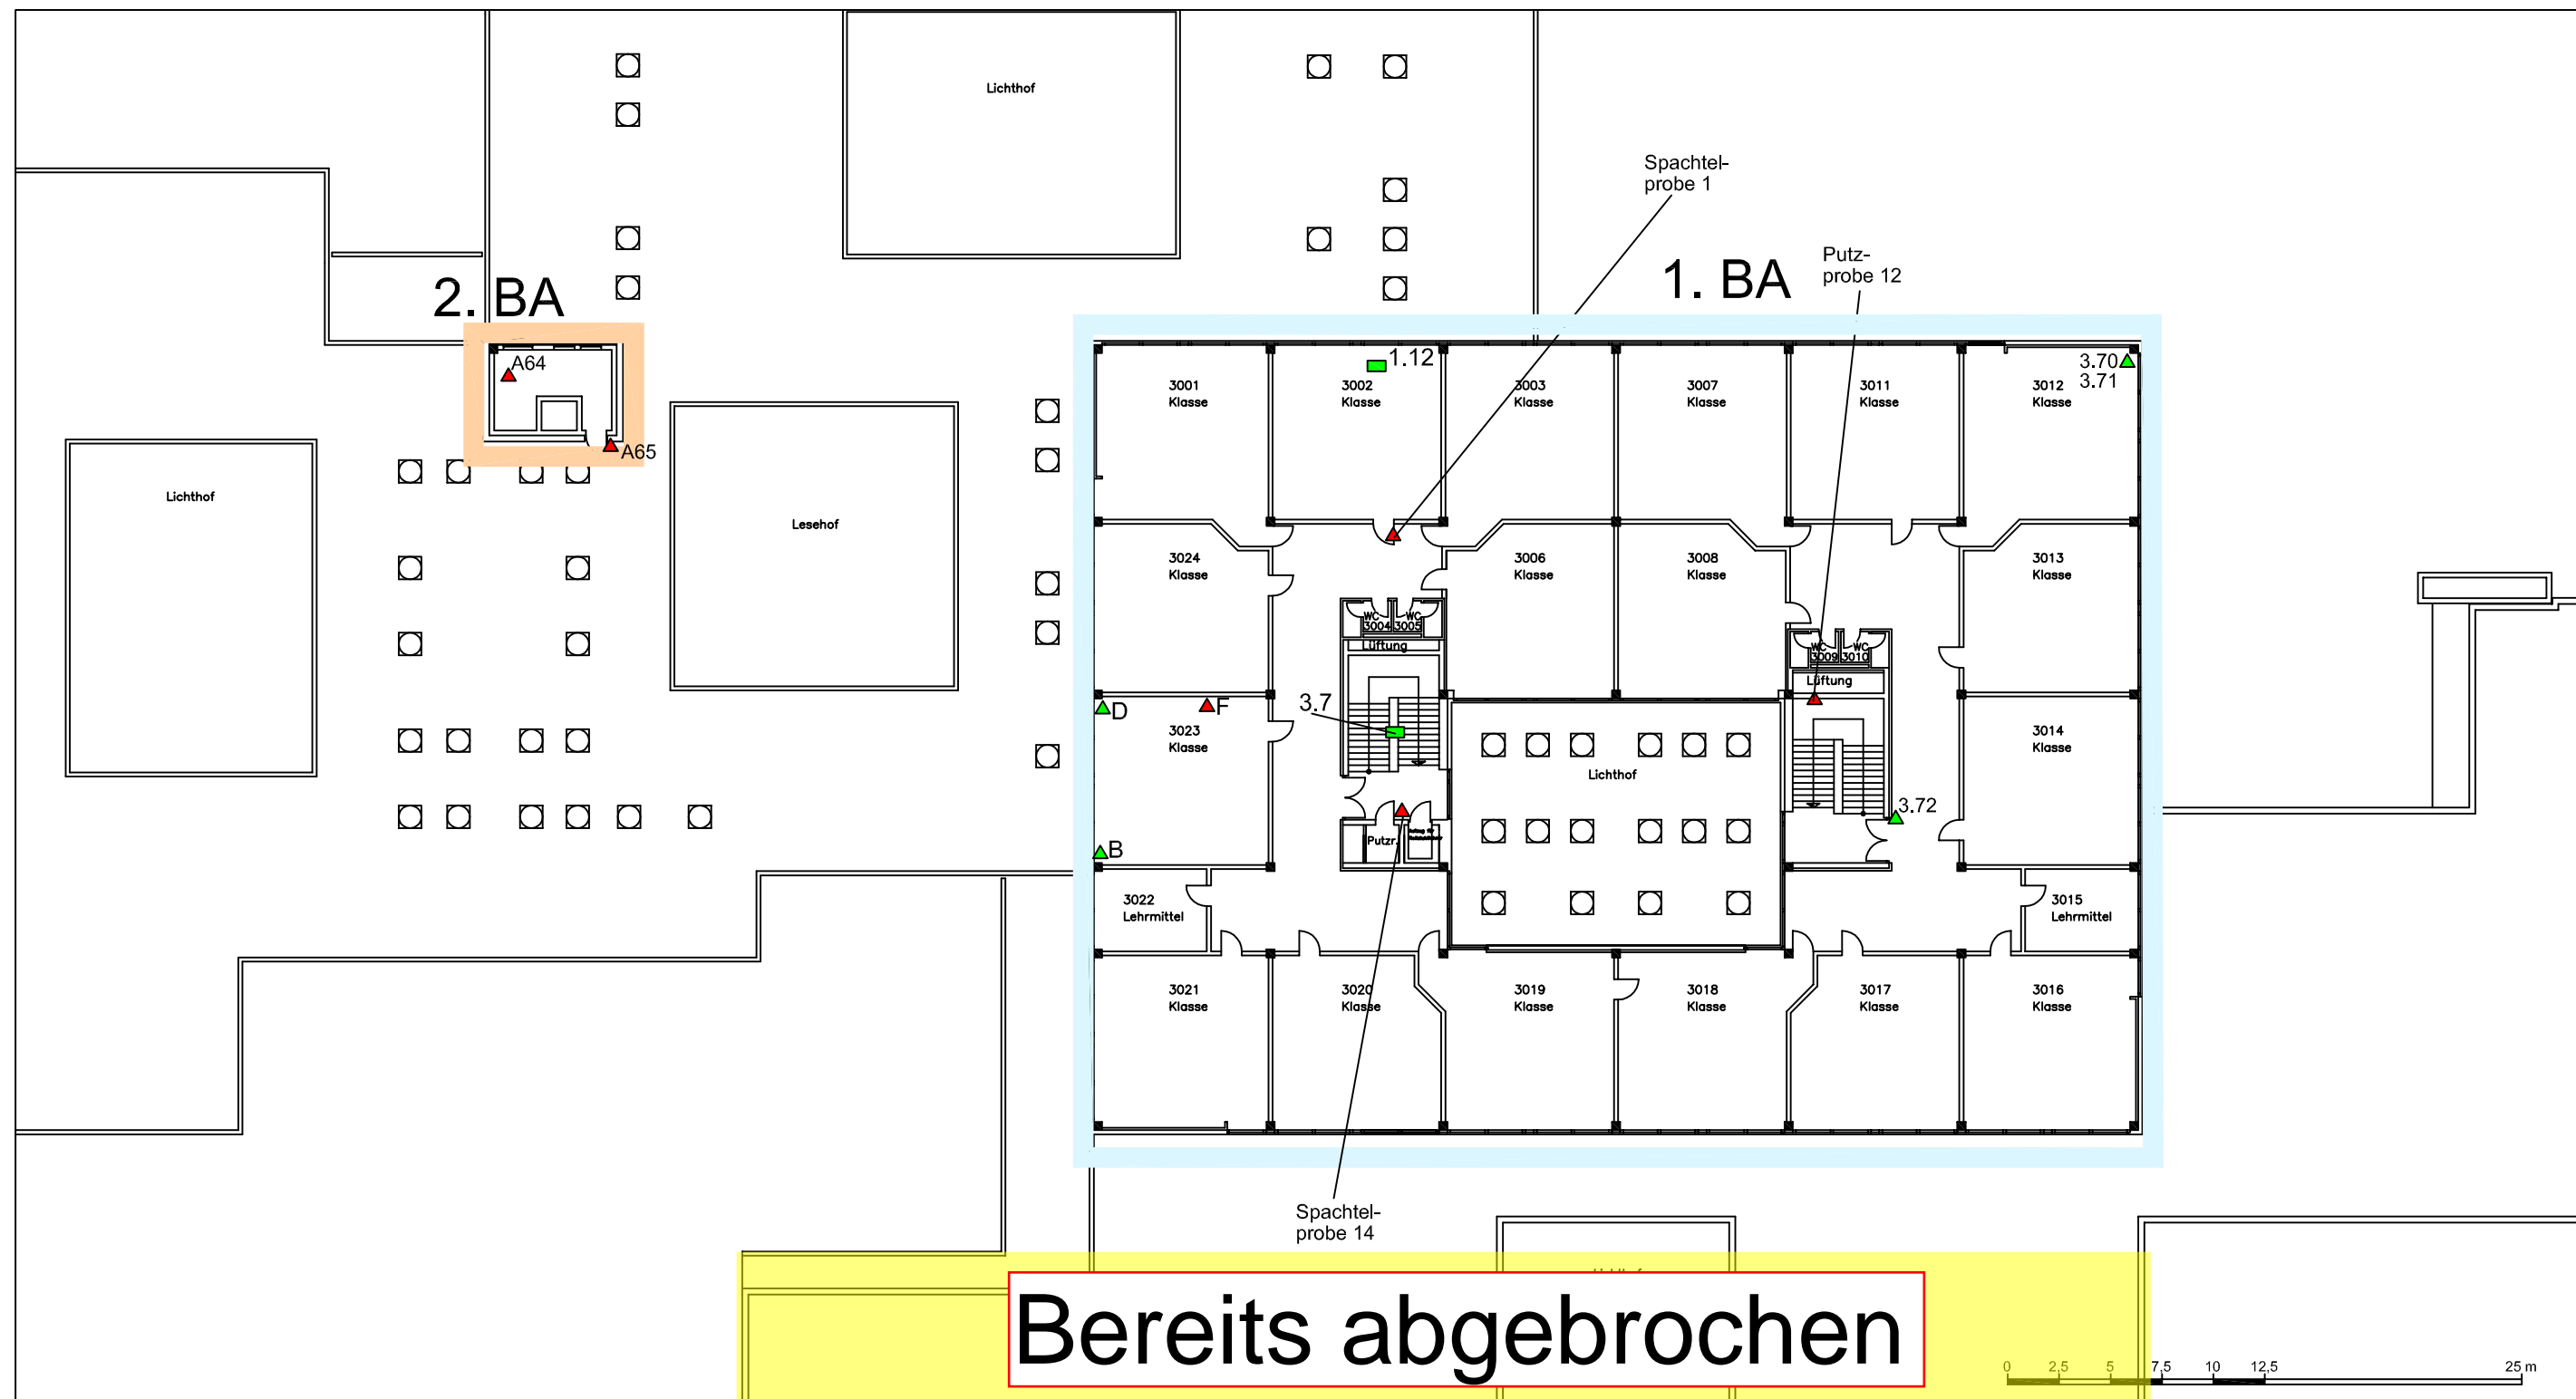 Lichthof
Spachtel-
probe 1
Putz-
probe 12
1. BA
2. BA
A64
A65
1.12
3.70
3.71
3001
Klasse
3002
Klasse
3003
Klasse
3007
Klasse
3011
Klasse
3012
Klasse
Lichthof
Lesehof
3024
Klasse
3006
Klasse
3008
Klasse
3013
Klasse
WC
3004
WC
3005
Lüftung
WC
3009
WC
3010
Lüftung
D
F
3.7
3023
Klasse
3014
Klasse
Lichthof
3.72
B
Putzr.
3022
Lehrmittel
3015
Lehrmittel
3021
Klasse
3020
Klasse
3019
Klasse
3018
Klasse
3017
Klasse
3016
Klasse
Spachtel-
probe 14
Bereits abgebrochen
0 2,5 5 7,5 10 12,5 25 m